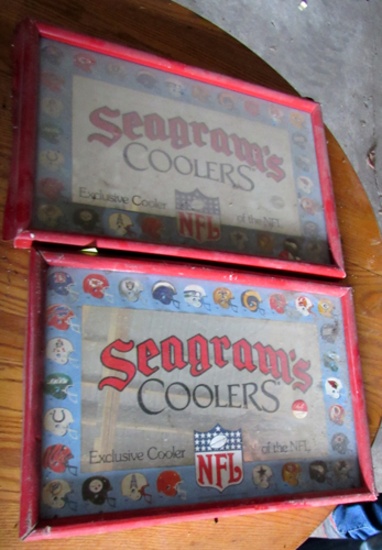 Seagram's
COOLERS
Exclusive Cooler of the NFL
NFL
Seagram's
COOLERS
Exclusive Cooler of the NFL
NFL